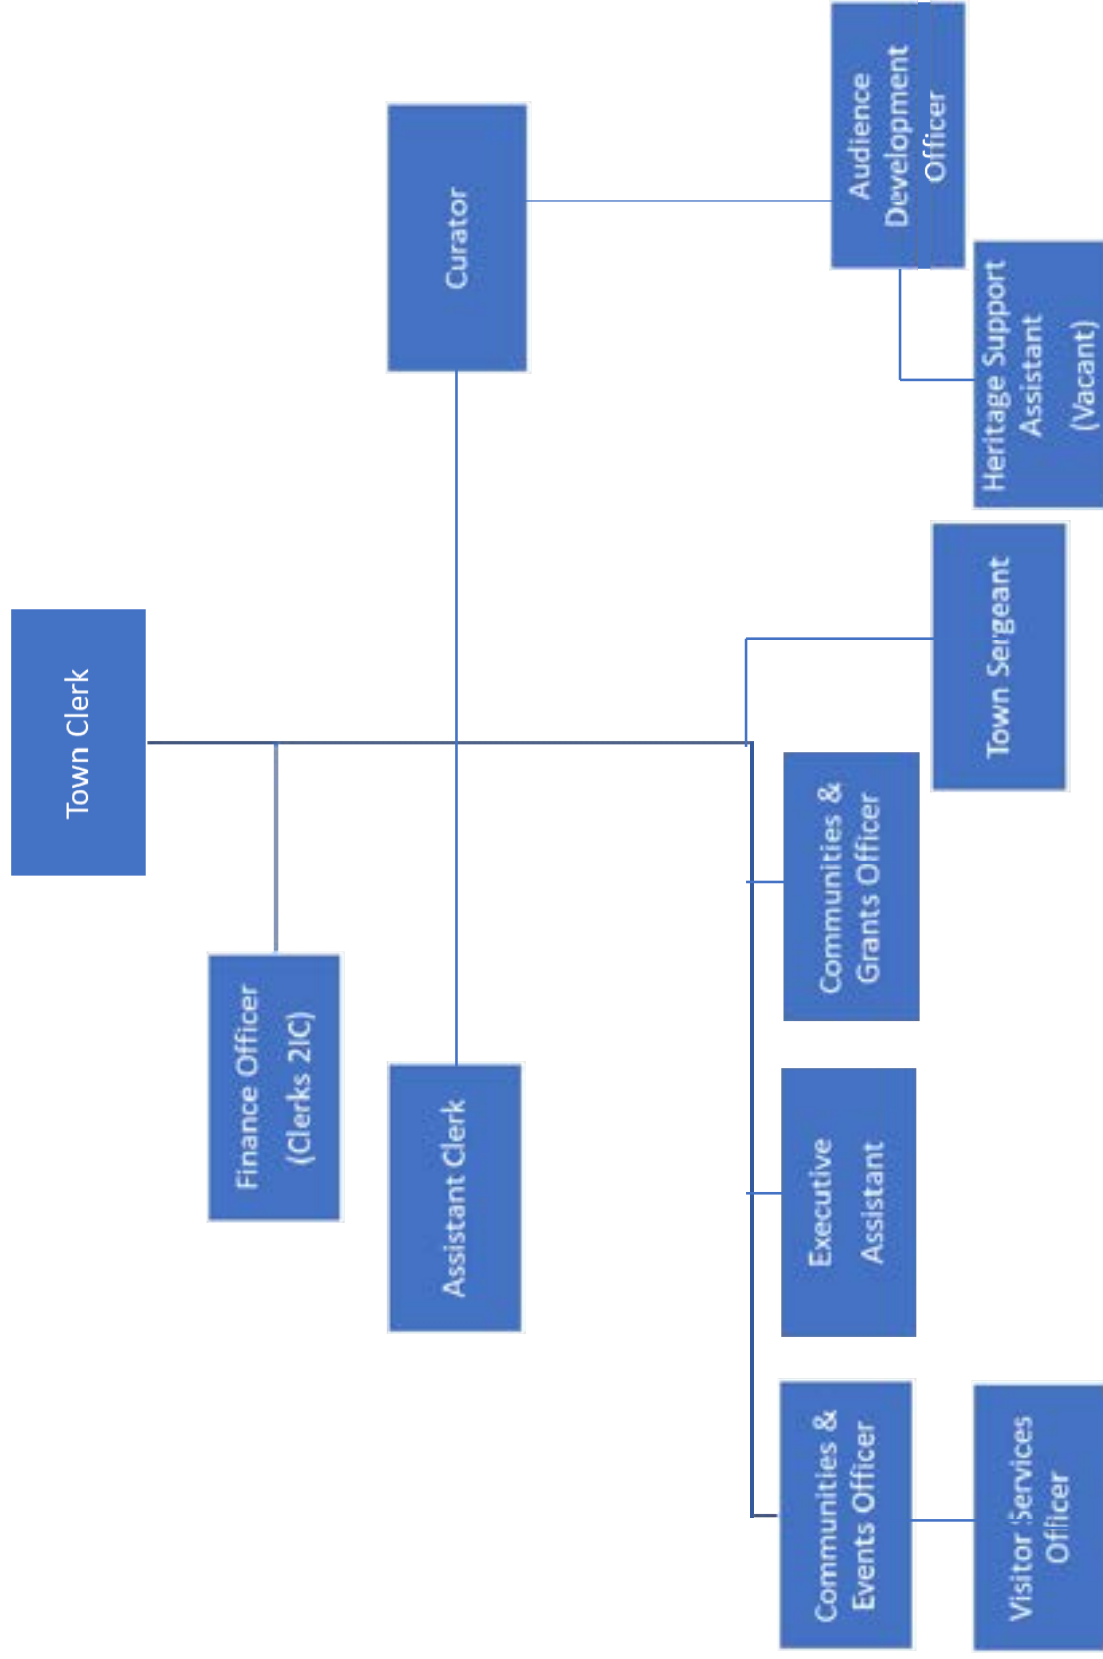 Town Clerk
Finance Officer
(Clerks 2IC)
Assistant Clerk
Curator
Communities &
Events Officer
Executive
Assistant
Communities &
Grants Officer
Town Sergeant
Audience
Development
Officer
Visitor Services
Officer
Heritage Support
Assistant
(Vacant)